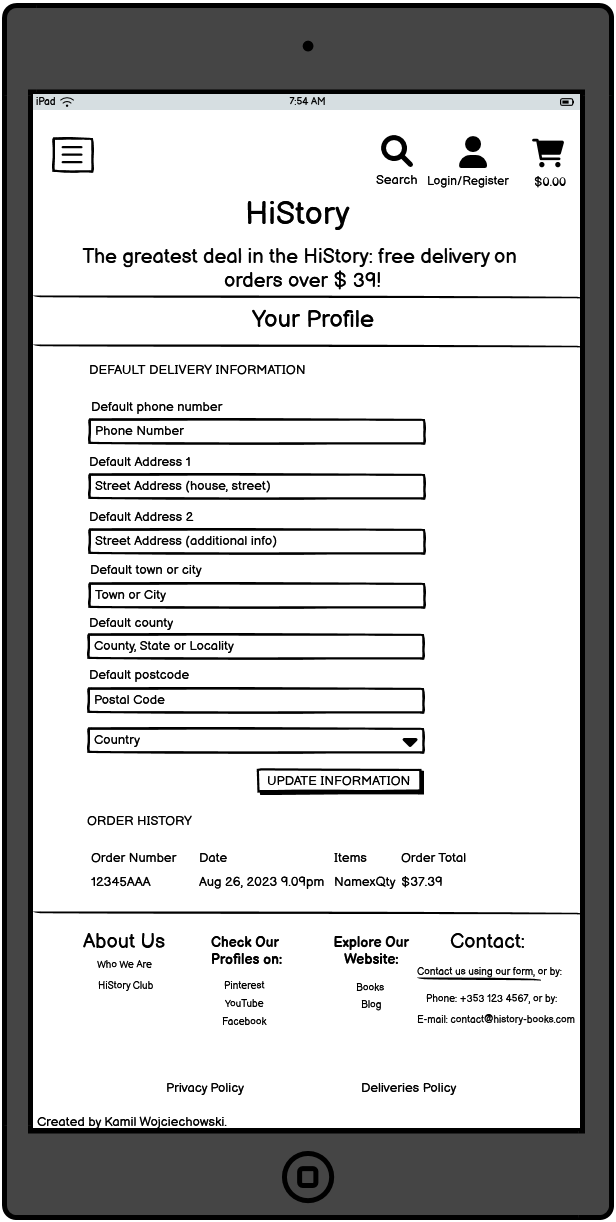 iPad
7:54 AM
Search
Login/Register
$0.00
HiStory
The greatest deal in the HiStory: free delivery on
orders over $ 39!
Your Profile
DEFAULT DELIVERY INFORMATION
Default phone number
Phone Number
Default Address 1
Street Address (house, street)
Default Address 2
Street Address (additional info)
Default town or city
Town or City
Default county
County, State or Locality
Default postcode
Postal Code
Country
UPDATE INFORMATION
ORDER HISTORY
Order Number Date Items Order Total
12345AAA Aug 26, 2023 9.09pm NamexQty $37.39
About Us
Who We Are
HiStory Club
Check Our
Profiles on:
Pinterest
YouTube
Facebook
Explore Our
Website:
Books
Blog
Contact:
Contact us using our form, or by:
Phone: +353 123 4567, or by:
E-mail: contact@history-books.com
Privacy Policy
Deliveries Policy
Created by Kamil Wojciechowski.